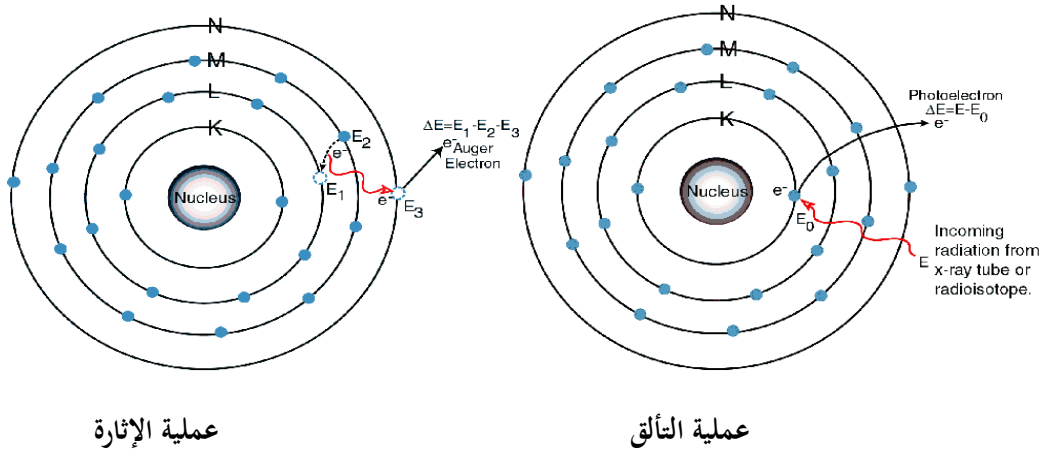 N
M
L
K
Nucleus
E1
E2
e-
e-
E3
ΔE=E1-E2-E3
e-
Auger
Electron
عملية الإثارة
N
M
L
K
Nucleus
e-
E0
Photoelectron
ΔE=E-E0
e-
E
Incoming
radiation from
x-ray tube or
radioisotope.
عملية التألق